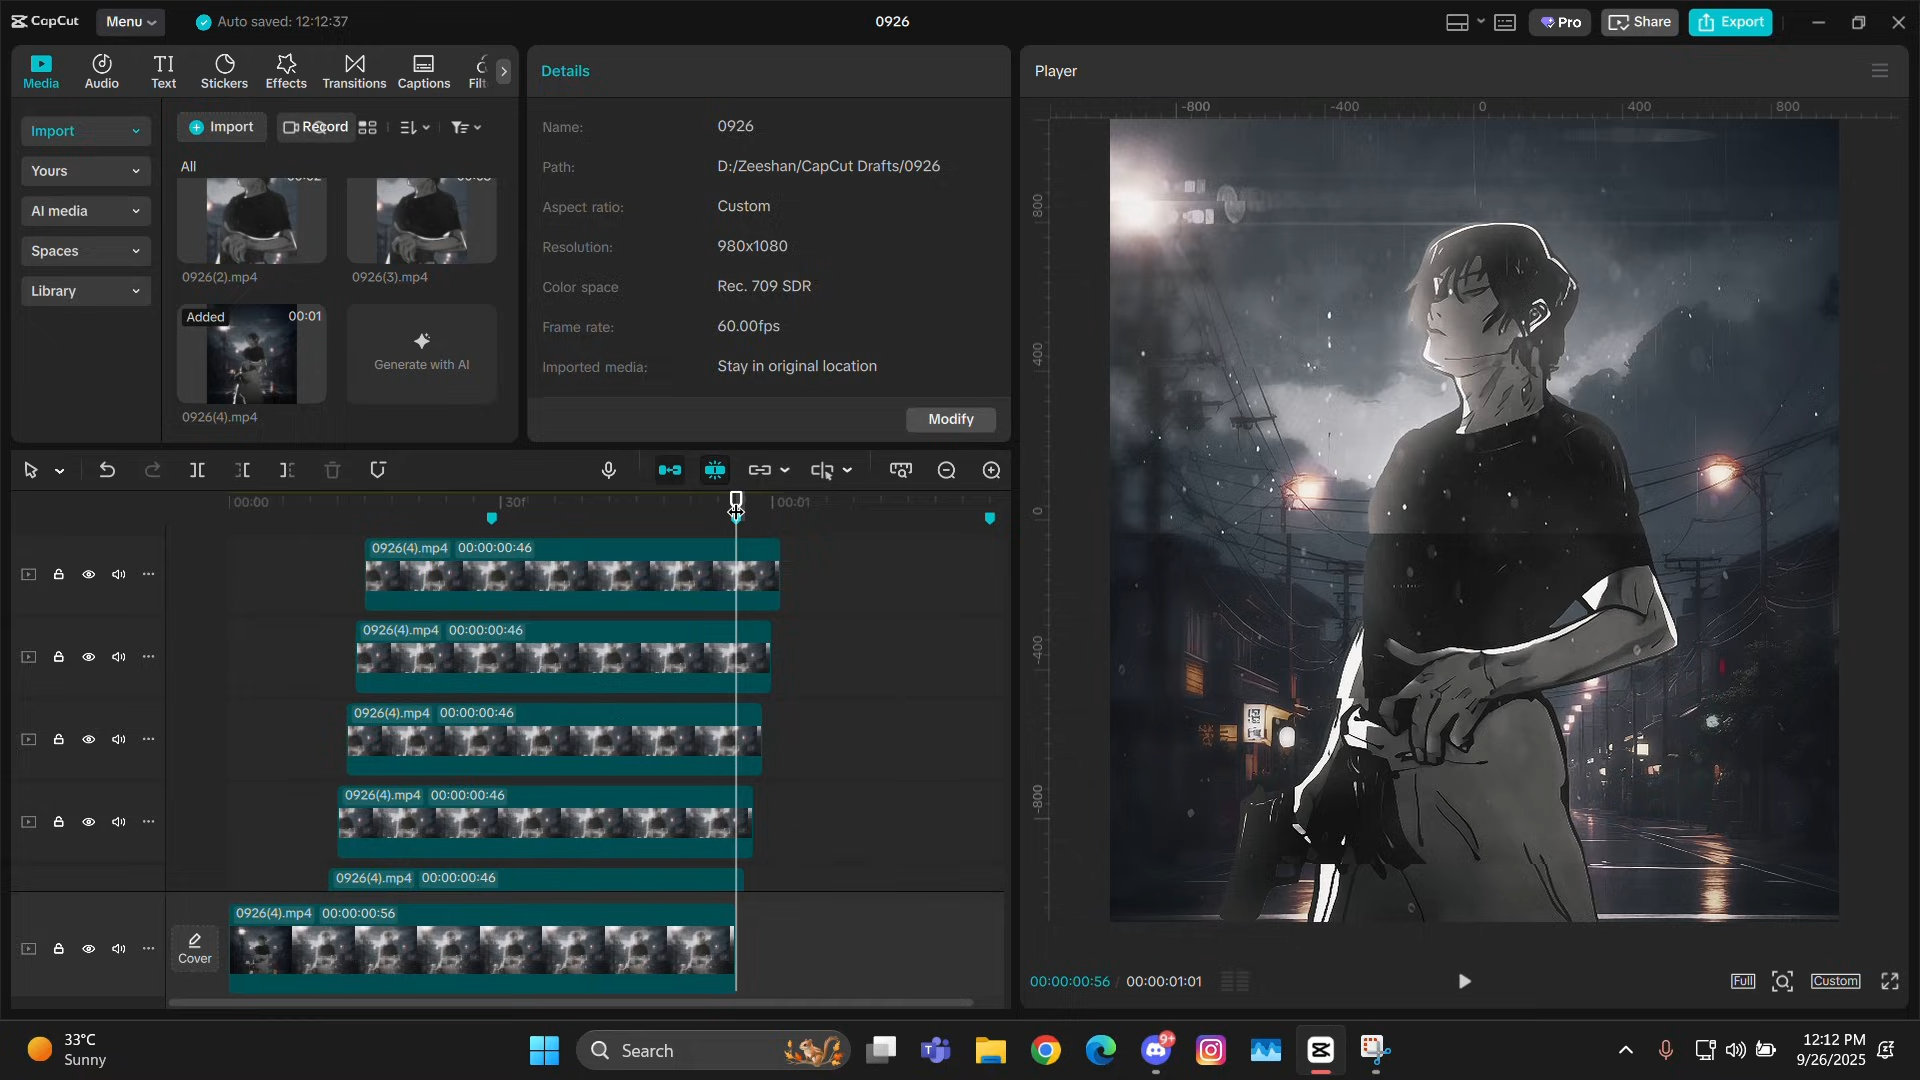 CapCut Menu Auto saved: 12:12:37 0926 Pro Share Export
Media Audio Text Stickers Effects Transitions Captions Filt
Details
Player
Import
Yours
AI media
Spaces
Library
Import Record
All
0926(2).mp4 0926(3).mp4
Added 00:01
0926(4).mp4
Generate with AI
Name: 0926
Path: D:/Zeeshan/CapCut Drafts/0926
Aspect ratio: Custom
Resolution: 980x1080
Color space Rec. 709 SDR
Frame rate: 60.00fps
Imported media: Stay in original location
Modify
-800 -400 0 400 800
800
400
0
-400
-800
00:00 30f 00:01
0926(4).mp4 00:00:00:46
0926(4).mp4 00:00:00:46
0926(4).mp4 00:00:00:46
0926(4).mp4 00:00:00:46
0926(4).mp4 00:00:00:46
Cover
0926(4).mp4 00:00:00:56
00:00:00:56 / 00:00:01:01
Full Custom
33°C
Sunny
Search
9+
12:12 PM
9/26/2025